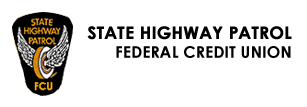 STATE
HIGHWAY
PATROL
FCU
STATE HIGHWAY PATROL
FEDERAL CREDIT UNION